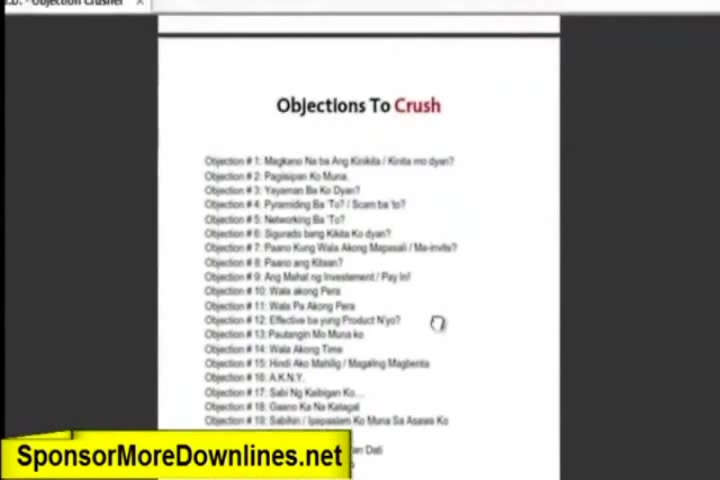 I.D. - Objection Crusher
Objections To Crush
Objection # 1: Magkano Na ba Ang Kinikita / Kinita mo dyan?
Objection # 2: Pagiisipan Ko Muna.
Objection # 3: Yayaman Ba Ko Dyan?
Objection # 4: Pyramiding Ba 'To? / Scam ba 'to?
Objection # 5: Networking Ba 'To?
Objection # 6: Sigurado bang Kikita Ko dyan?
Objection # 7: Paano Kung Wala Akong Mapasali / Ma-invite?
Objection # 8: Paano ang Kitaan?
Objection # 9: Ang Mahal ng Investement / Pay In!
Objection # 10: Wala akong Pera
Objection # 11: Wala Pa Akong Pera
Objection # 12: Effective ba yung Product N'yo?
Objection # 13: Pautangin Mo Muna ko
Objection # 14: Wala Akong Time
Objection # 15: Hindi Ako Mahilig / Magaling Magbenta
Objection # 16: A.K.N.Y.
Objection # 17: Sabi Ng Kaibigan Ko...
Objection # 18: Gaano Ka Na Katagal
Objection # 19: Sabihin / Ipapaalam Ko Muna Sa Asawa Ko
an Dati
SponsorMoreDownlines.net